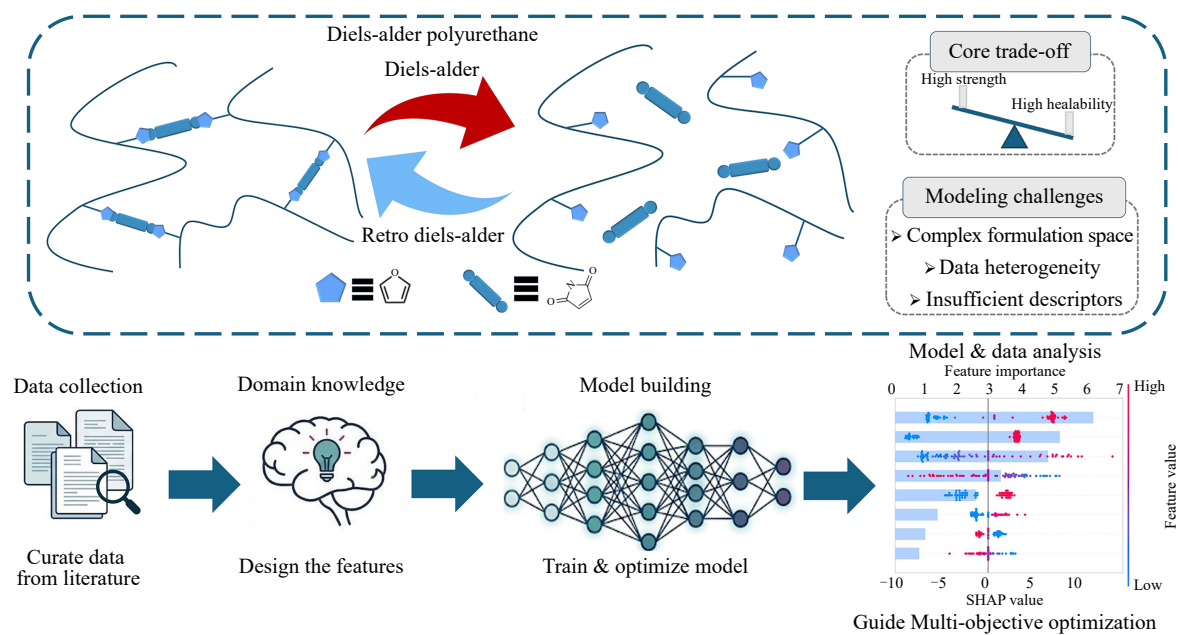 Diels-alder polyurethane
Diels-alder
Retro diels-alder
N
O
O
O
Core trade-off
High strength
High healability
Modeling challenges
➢ Complex formulation space
➢ Data heterogeneity
➢ Insufficient descriptors
Data collection
Curate data
from literature
Domain knowledge
Design the features
Model building
Train & optimize model
Model & data analysis
Feature importance
0 1 2 3 4 5 6 7
High
Feature value
Low
−10 −5 0 5 10
SHAP value
Guide Multi-objective optimization